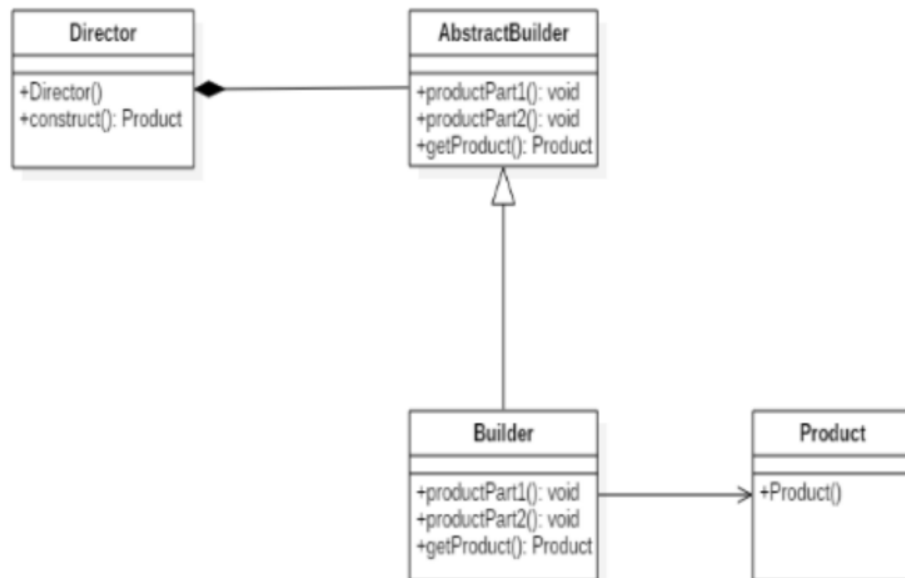 Director
+Director()
+construct(): Product
AbstractBuilder
+productPart1(): void
+productPart2(): void
+getProduct(): Product
Builder
+productPart1(): void
+productPart2(): void
+getProduct(): Product
Product
+Product()